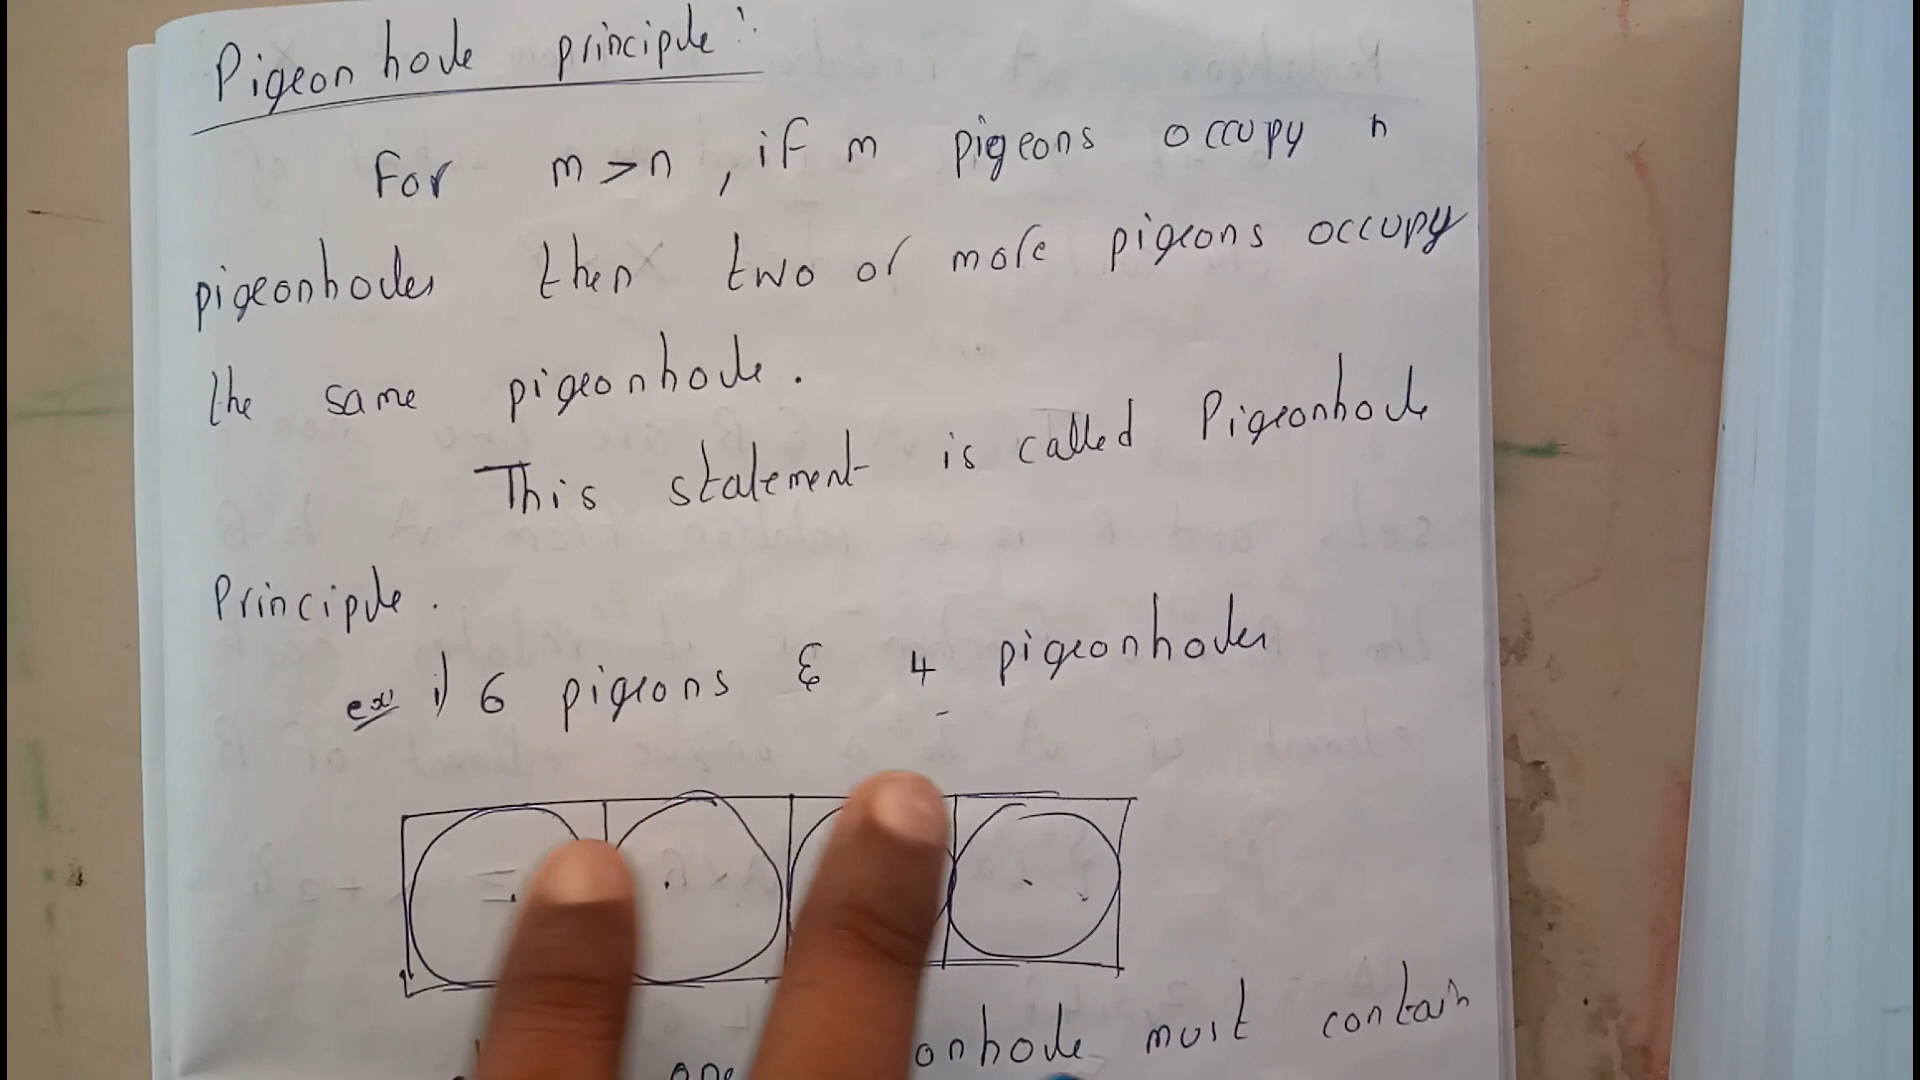 Pigeon hole principle:
For m > n, if m pigeons occupy n
pigeonholes then two or more pigeons occupy
the same pigeonhole.
This statement is called Pigeonhole
Principle.
ex: i) 6 pigeons & 4 pigeonholes
one onhole must contain